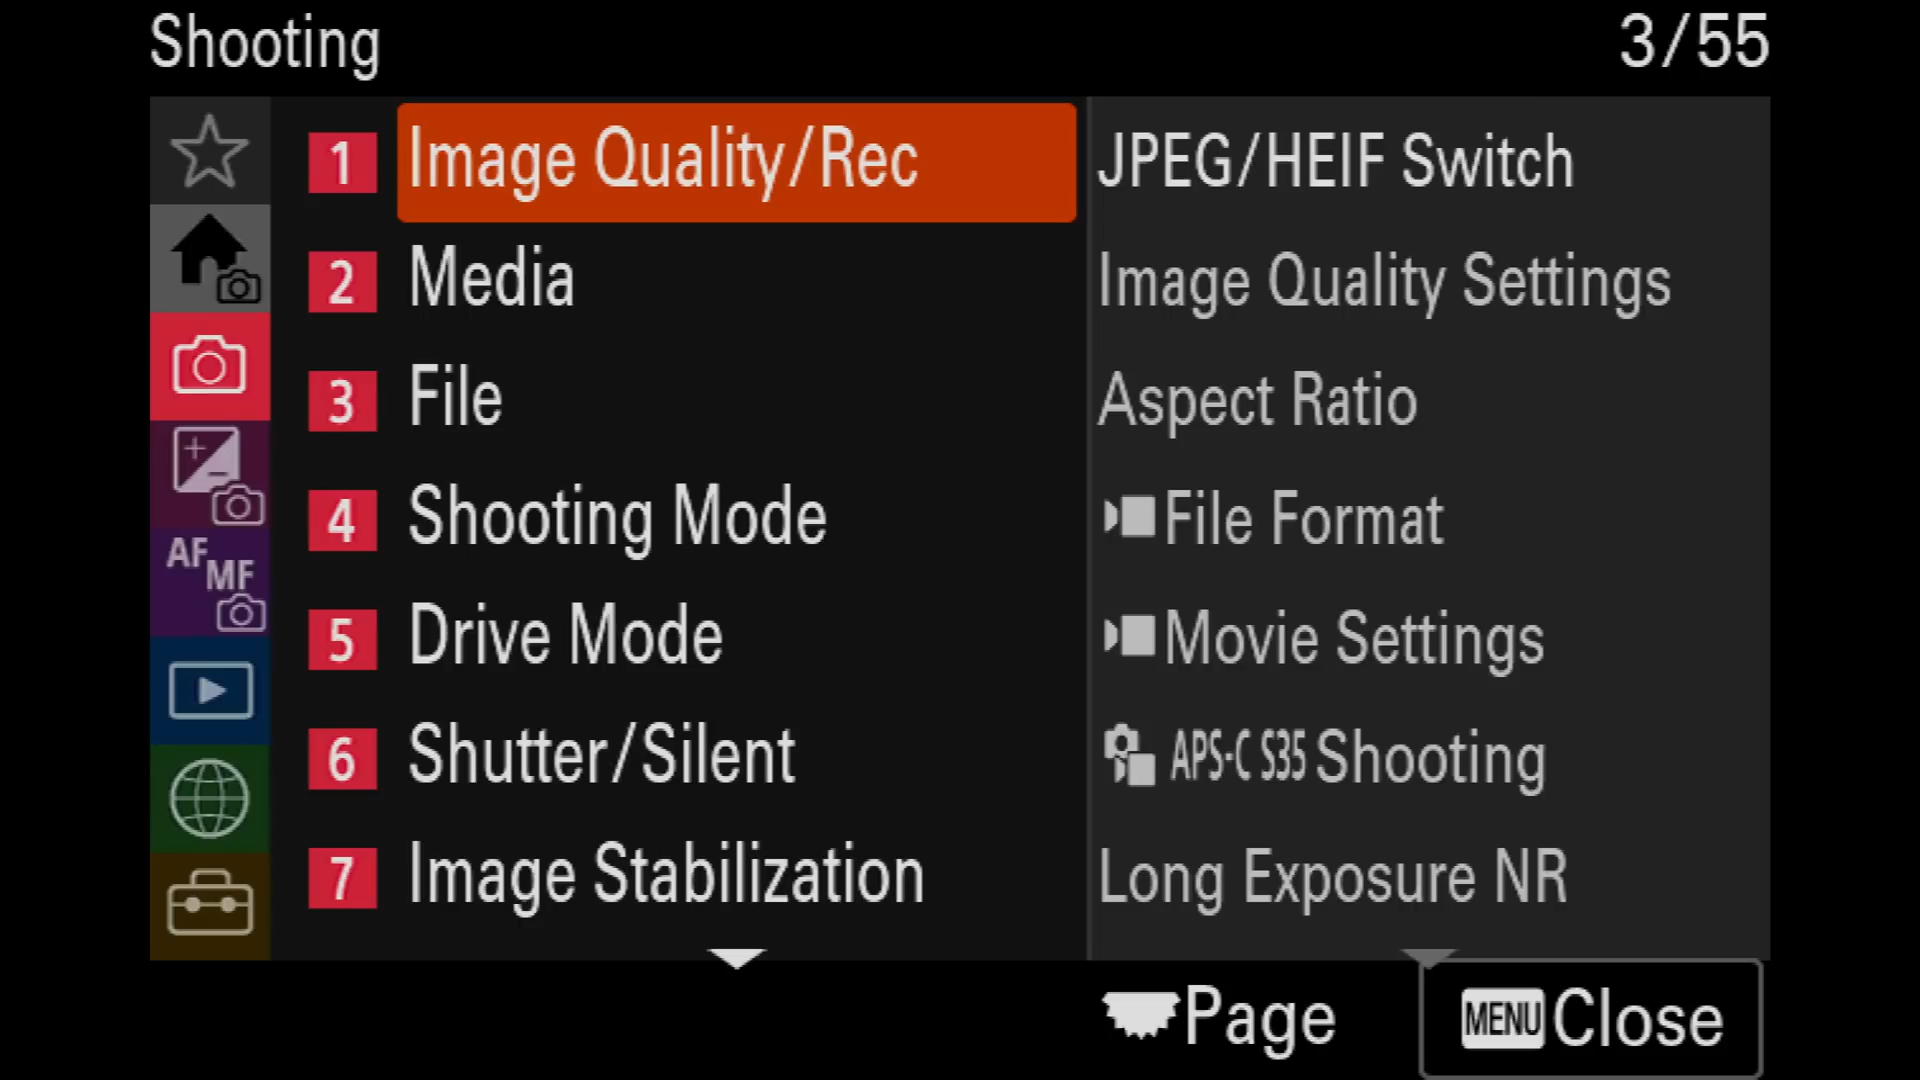 Shooting
3/55
1 Image Quality/Rec
2 Media
3 File
4 Shooting Mode
5 Drive Mode
6 Shutter/Silent
7 Image Stabilization
AF MF
JPEG/HEIF Switch
Image Quality Settings
Aspect Ratio
File Format
Movie Settings
APS-C S35 Shooting
Long Exposure NR
Page
MENU Close